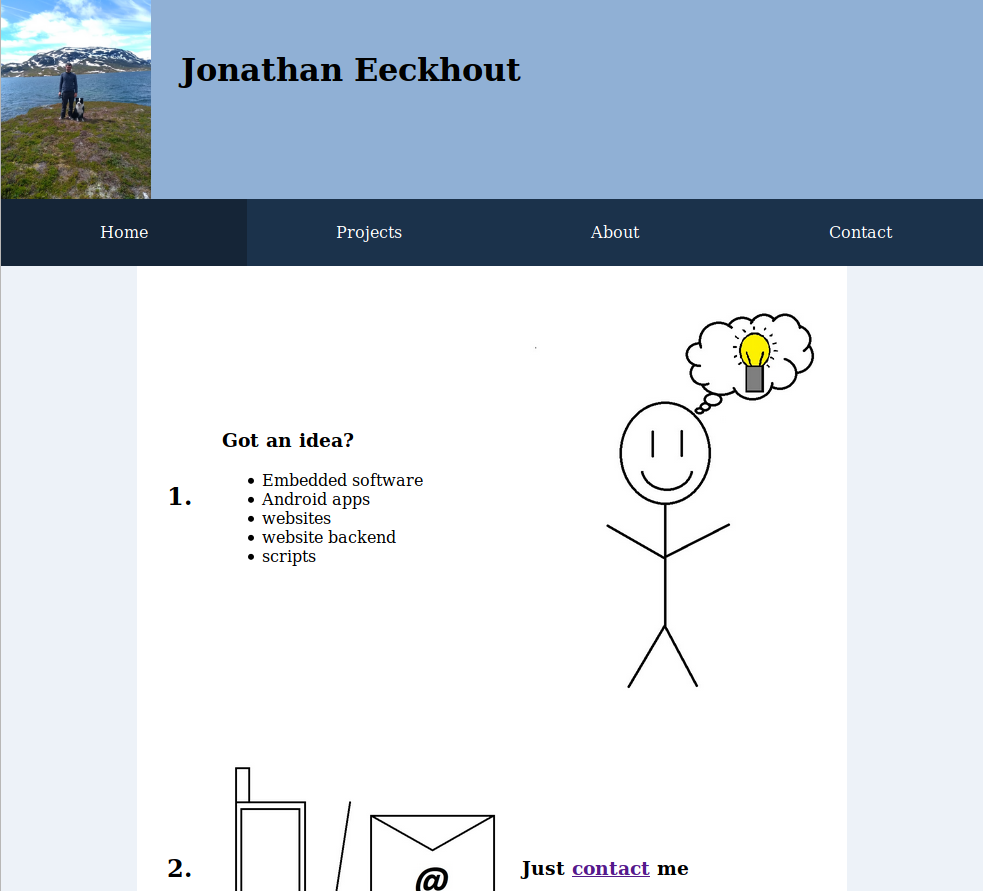 Jonathan Eeckhout
Home Projects About Contact
Got an idea?
1.
• Embedded software
• Android apps
• websites
• website backend
• scripts
2.
@
Just contact me